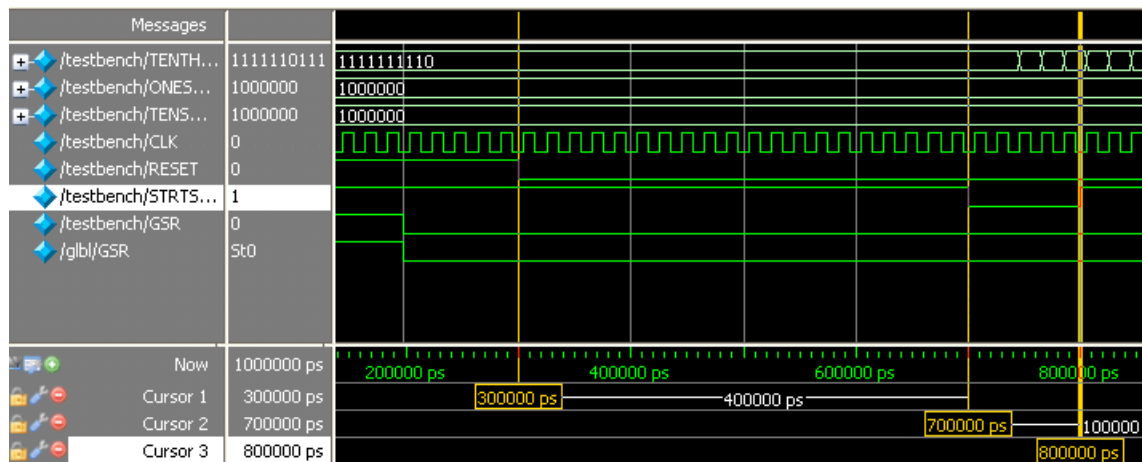 Messages
/testbench/TENTH... 1111110111 1111111110
/testbench/ONES... 1000000 1000000
/testbench/TENS... 1000000 1000000
/testbench/CLK 0
/testbench/RESET 0
/testbench/STRTS... 1
/testbench/GSR 0
/glbl/GSR St0
Now 1000000 ps 200000 ps 400000 ps 600000 ps
Cursor 1 300000 ps 300000 ps 400000 ps
Cursor 2 700000 ps 700000 ps 100000
Cursor 3 800000 ps 800000 ps